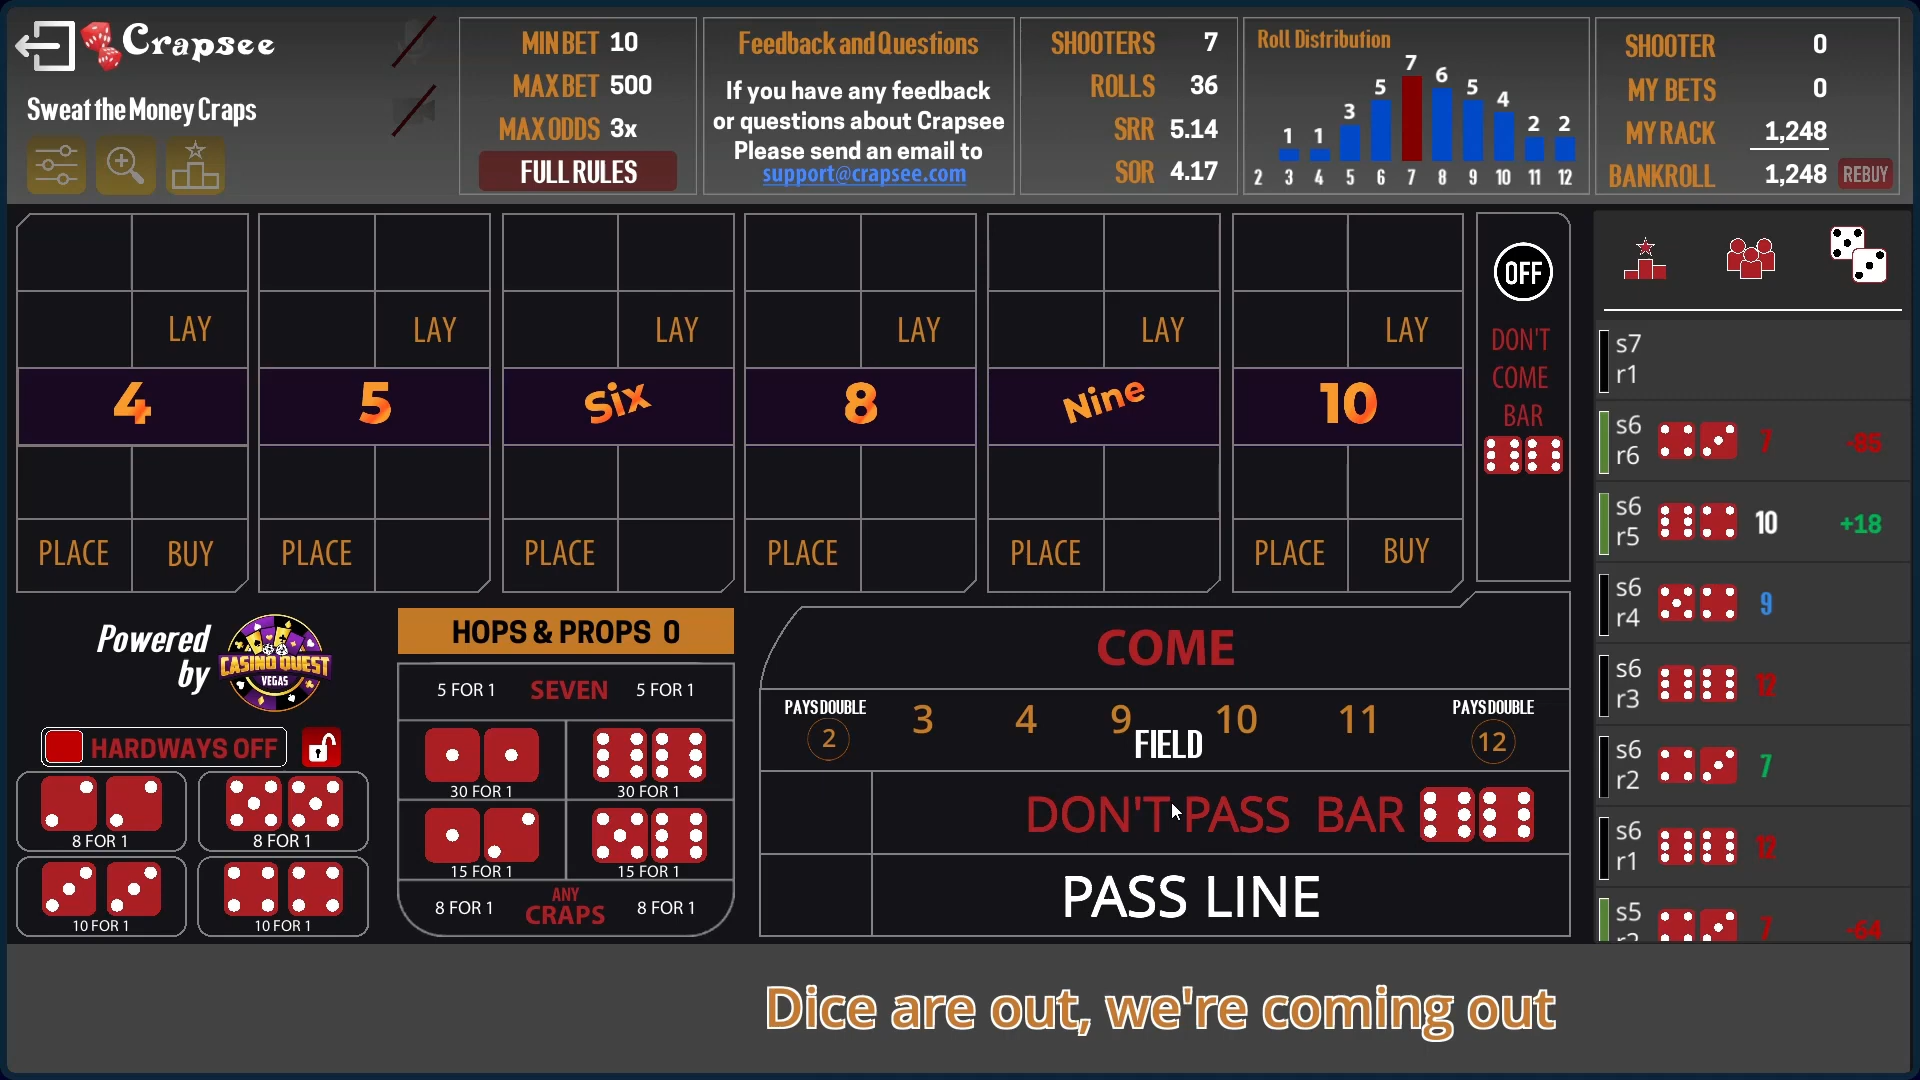 Crapsee
Sweat the Money Craps
MIN BET 10
MAX BET 500
MAX ODDS 3x
FULL RULES
Feedback and Questions
If you have any feedback
or questions about Crapsee
Please send an email to
support@crapsee.com
SHOOTERS 7
ROLLS 36
SRR 5.14
SOR 4.17
Roll Distribution
1 1 3 5 7 6 5 4 2 2
2 3 4 5 6 7 8 9 10 11 12
SHOOTER 0
MY BETS 0
MY RACK 1,248
BANKROLL 1,248 REBUY
LAY LAY LAY LAY LAY LAY
4 5 Six 8 Nine 10
PLACE BUY PLACE PLACE PLACE PLACE PLACE BUY
OFF
DON'T
COME
BAR
s7
r1
s6
r6 7 -85
s6
r5 10 +18
s6
r4 9
s6
r3 12
s6
r2 7
s6
r1 12
s5
7 -64
Powered
by
CASINO QUEST
VEGAS
HARDWAYS OFF
8 FOR 1 8 FOR 1
10 FOR 1 10 FOR 1
HOPS & PROPS 0
5 FOR 1 SEVEN 5 FOR 1
30 FOR 1 30 FOR 1
15 FOR 1 15 FOR 1
8 FOR 1 ANY CRAPS 8 FOR 1
COME
PAYS DOUBLE 2 3 4 9 10 11 PAYS DOUBLE 12
FIELD
DON'T PASS BAR
PASS LINE
Dice are out, we're coming out